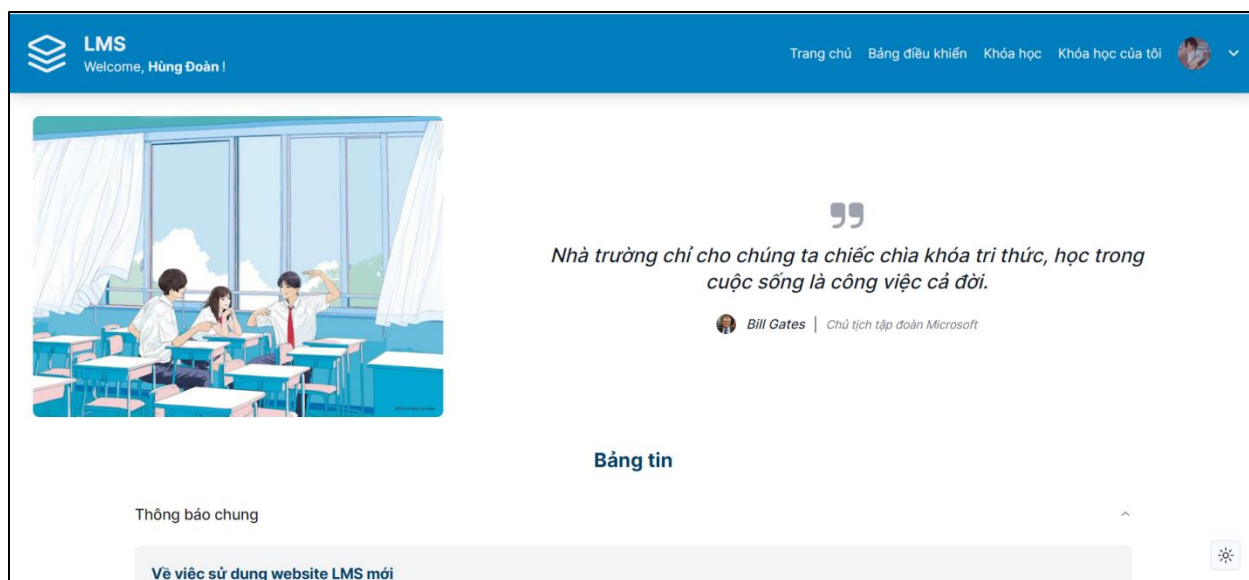 LMS
Welcome, Hùng Đoàn !
Trang chủ Bảng điều khiển Khóa học Khóa học của tôi
Nhà trường chỉ cho chúng ta chiếc chìa khóa tri thức, học trong
cuộc sống là công việc cả đời.
Bill Gates | Chủ tịch tập đoàn Microsoft
Bảng tin
Thông báo chung
Về việc sử dụng website LMS mới